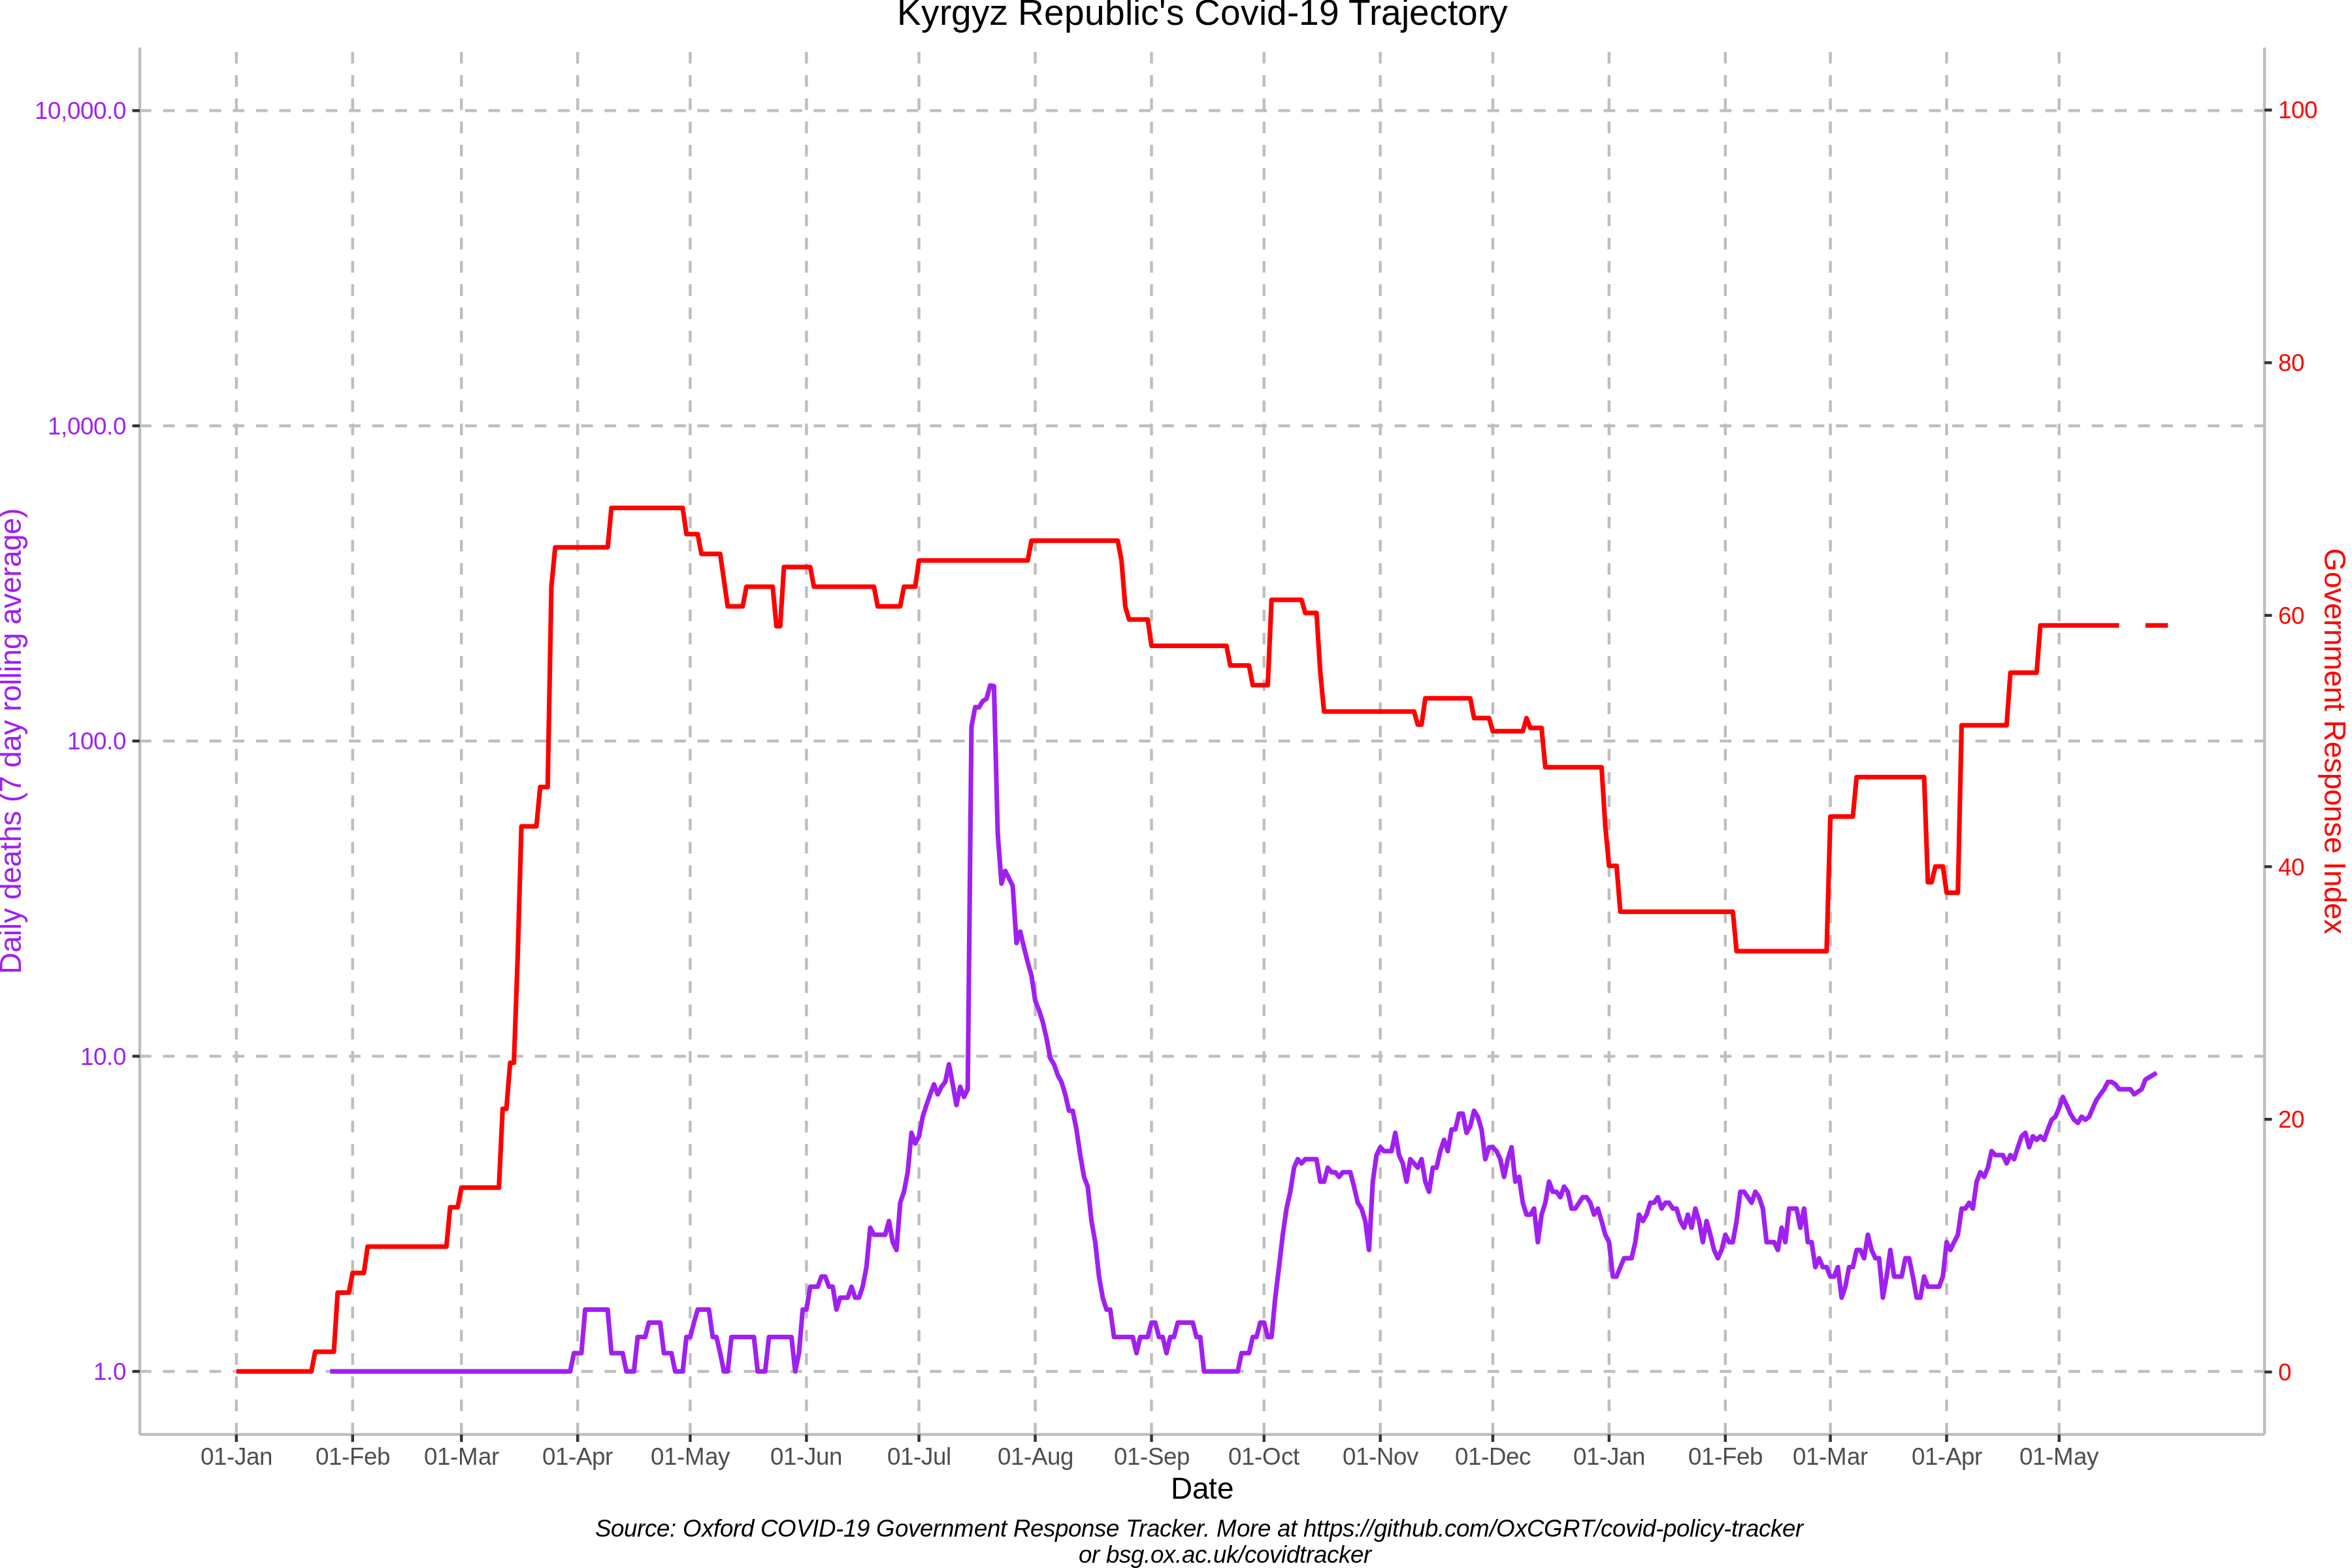 Kyrgyz Republic's Covid-19 Trajectory
10,000.0
1,000.0
100.0
10.0
1.0
Daily deaths (7 day rolling average)
100
80
60
40
20
0
Government Response Index
01-Jan 01-Feb 01-Mar 01-Apr 01-May 01-Jun 01-Jul 01-Aug 01-Sep 01-Oct 01-Nov 01-Dec 01-Jan 01-Feb 01-Mar 01-Apr 01-May
Date
Source: Oxford COVID-19 Government Response Tracker. More at https://github.com/OxCGRT/covid-policy-tracker
or bsg.ox.ac.uk/covidtracker